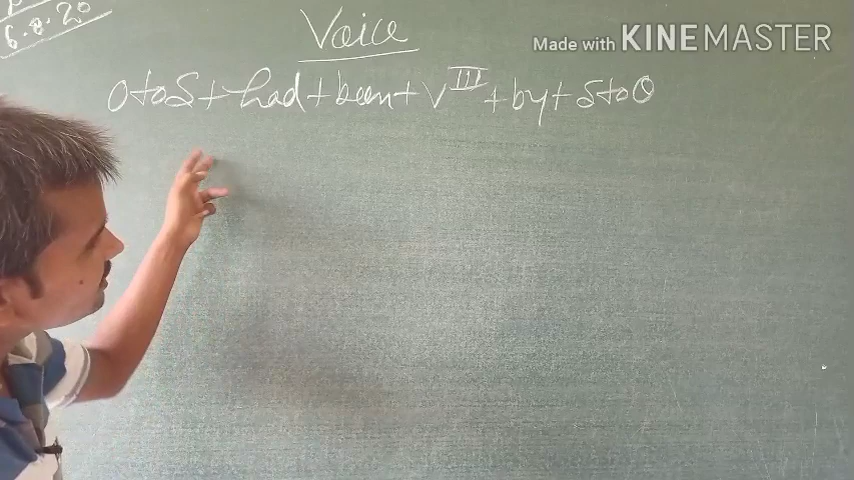 6.8.20
Voice
Made with KINEMASTER
O to S + had + been + V III + by + S to O